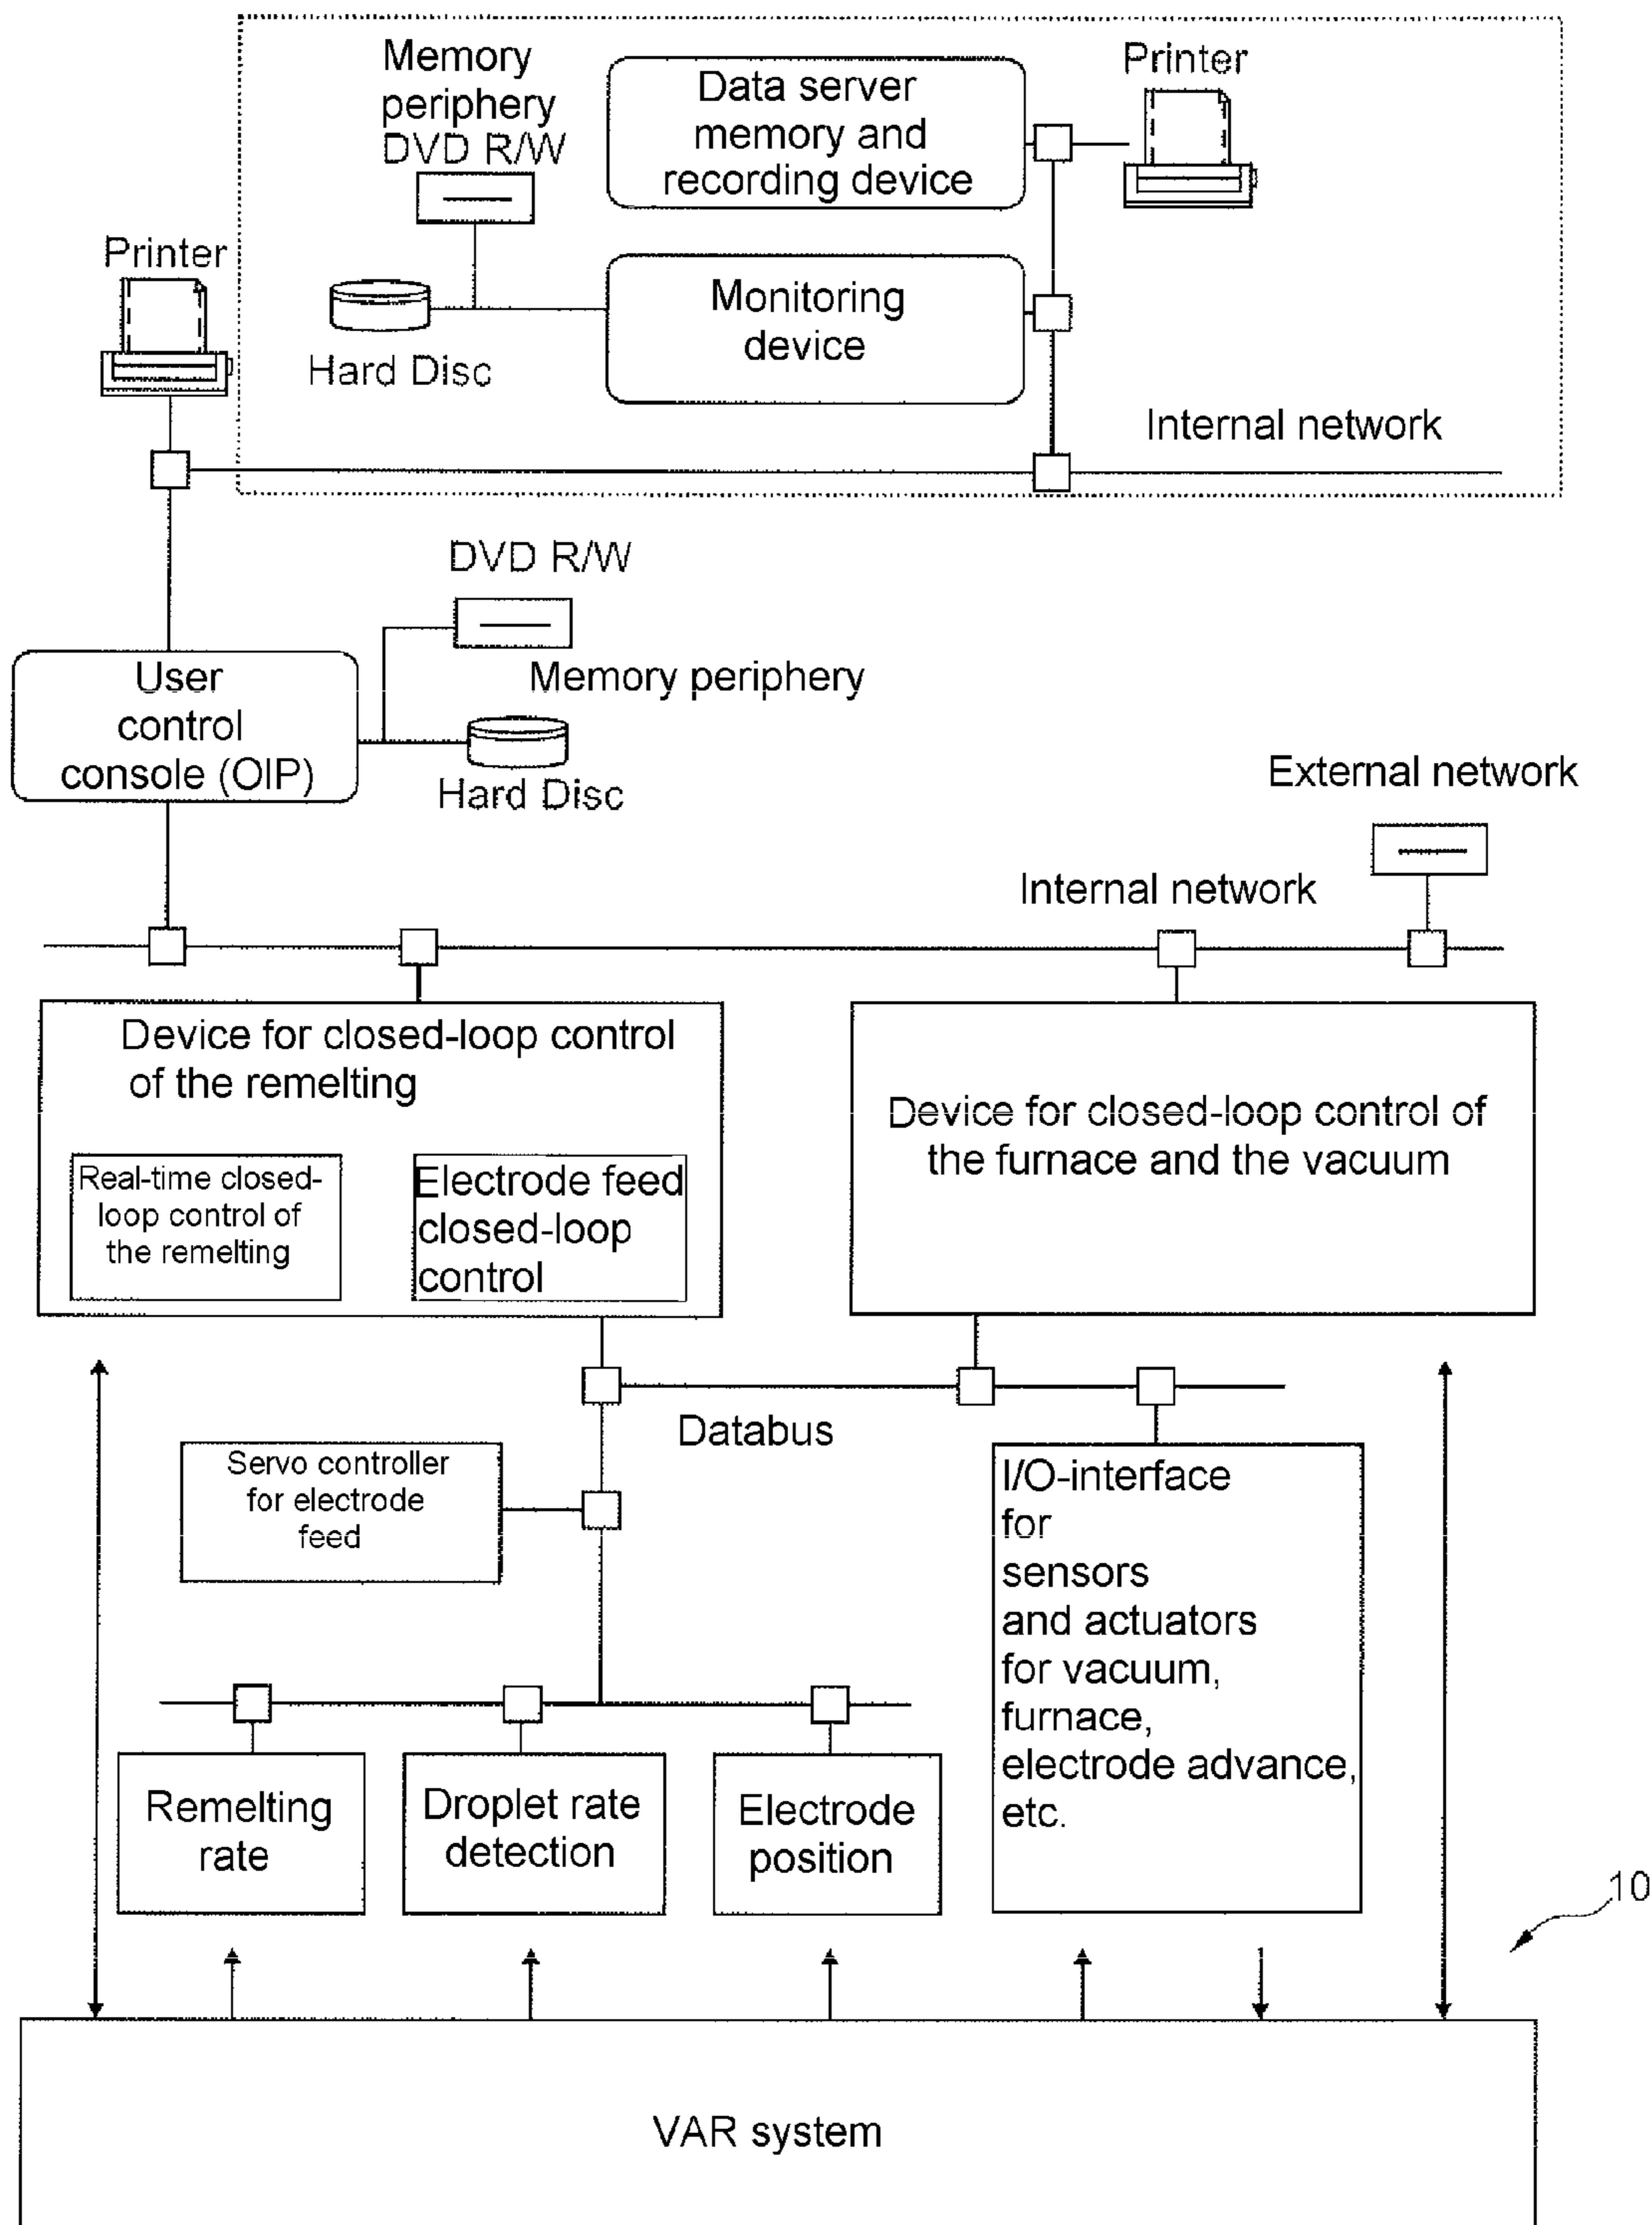 Memory
periphery
DVD R/W
Data server
memory and
recording device
Printer
Printer
Hard Disc
Monitoring
device
Internal network
DVD R/W
Memory periphery
Hard Disc
User
control
console (OIP)
External network
Internal network
Device for closed-loop control
of the remelting
Real-time closed-
loop control of
the remelting
Electrode feed
closed-loop
control
Device for closed-loop control of
the furnace and the vacuum
Databus
Servo controller
for electrode
feed
I/O-interface
for
sensors
and actuators
for vacuum,
furnace,
electrode advance,
etc.
Remelting
rate
Droplet rate
detection
Electrode
position
10
VAR system